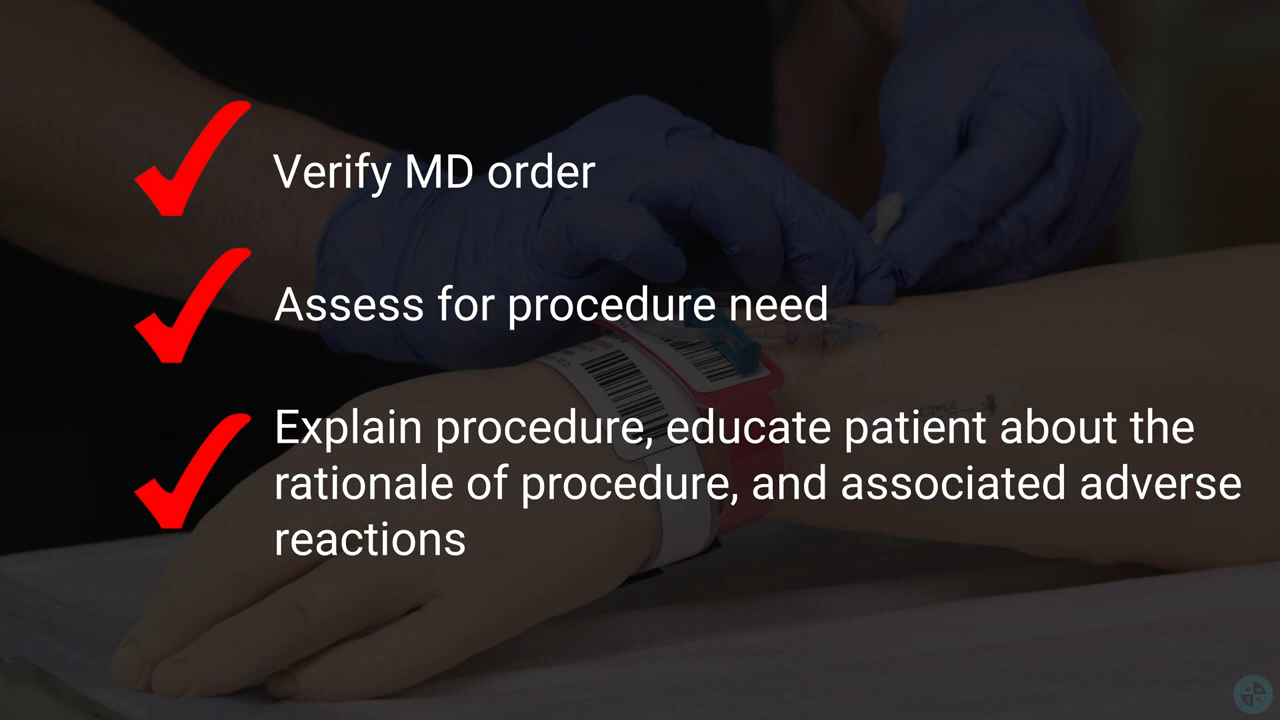 Verify MD order
Assess for procedure need
Explain procedure, educate patient about the
rationale of procedure, and associated adverse
reactions